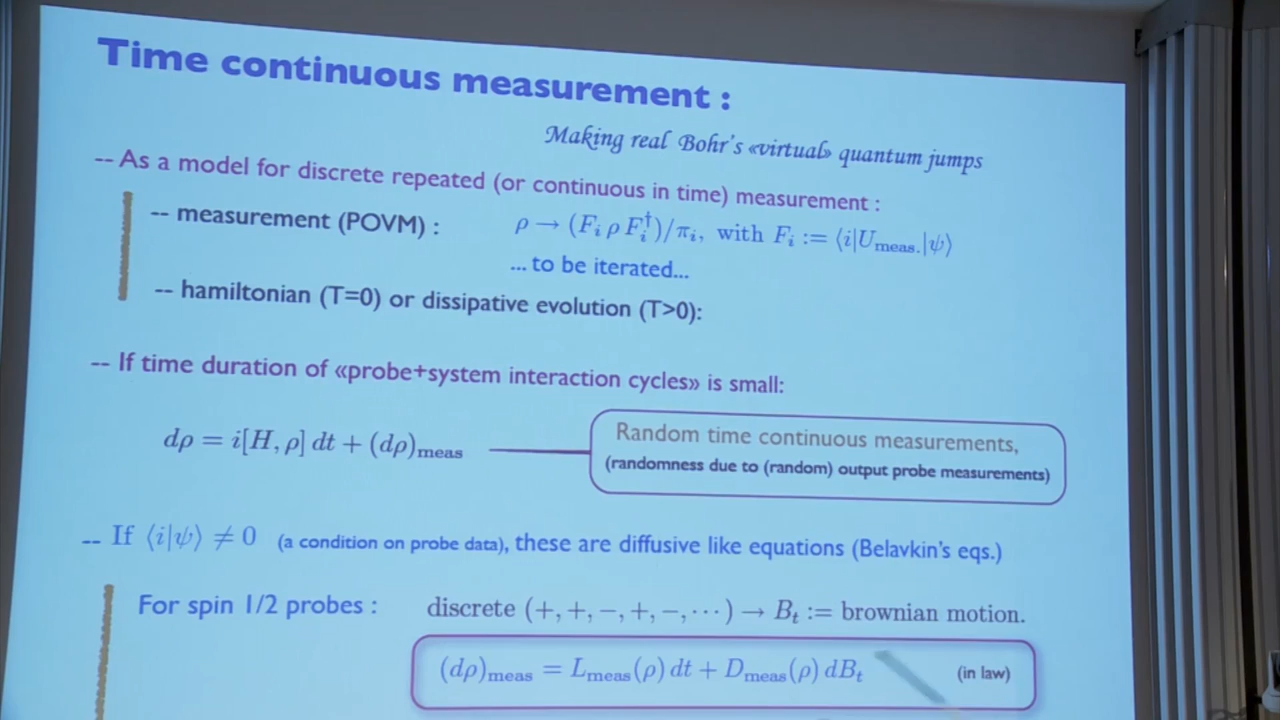 Time continuous measurement :
Making real Bohr's «virtual» quantum jumps
-- As a model for discrete repeated (or continuous in time) measurement :
-- measurement (POVM) : ρ → (F_i ρ F_i^†)/π_i, with F_i := ⟨i|U_meas.|ψ⟩
... to be iterated...
-- hamiltonian (T=0) or dissipative evolution (T>0):
-- If time duration of «probe+system interaction cycles» is small:
dρ = i[H, ρ] dt + (dρ)_meas
Random time continuous measurements,
(randomness due to (random) output probe measurements)
-- If ⟨i|ψ⟩ ≠ 0 (a condition on probe data), these are diffusive like equations (Belavkin's eqs.)
For spin 1/2 probes : discrete (+, +, −, +, −, ⋯) → B_t := brownian motion.
(dρ)_meas = L_meas(ρ) dt + D_meas(ρ) dB_t (in law)